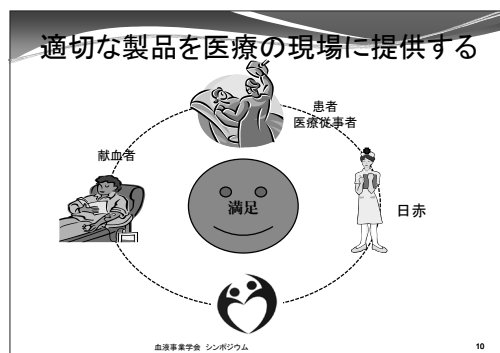 適切な製品を医療の現場に提供する
患者
医療従事者
献血者
満足
日赤
血液事業学会 シンポジウム
10